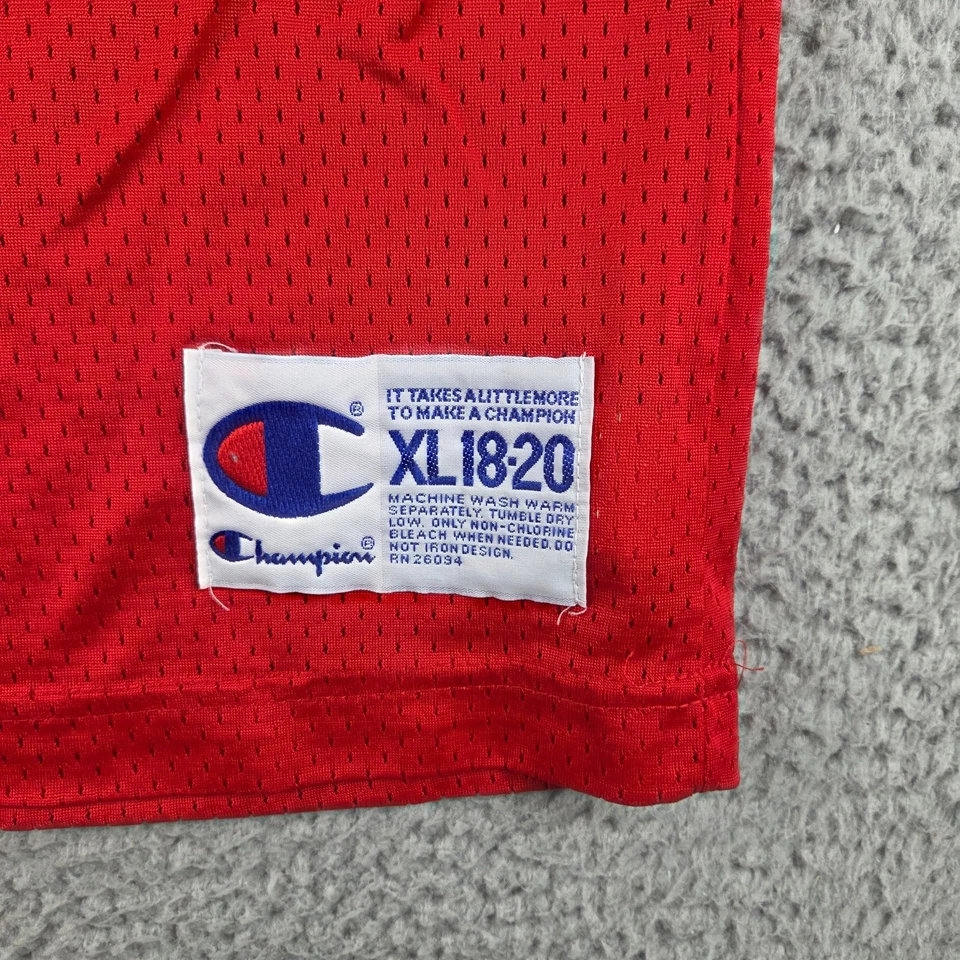 IT TAKES A LITTLE MORE
TO MAKE A CHAMPION
XL 18-20
MACHINE WASH WARM
SEPARATELY. TUMBLE DRY
LOW. ONLY NON-CHLORINE
BLEACH WHEN NEEDED. DO
NOT IRON DESIGN.
RN 26094
®
Champion®